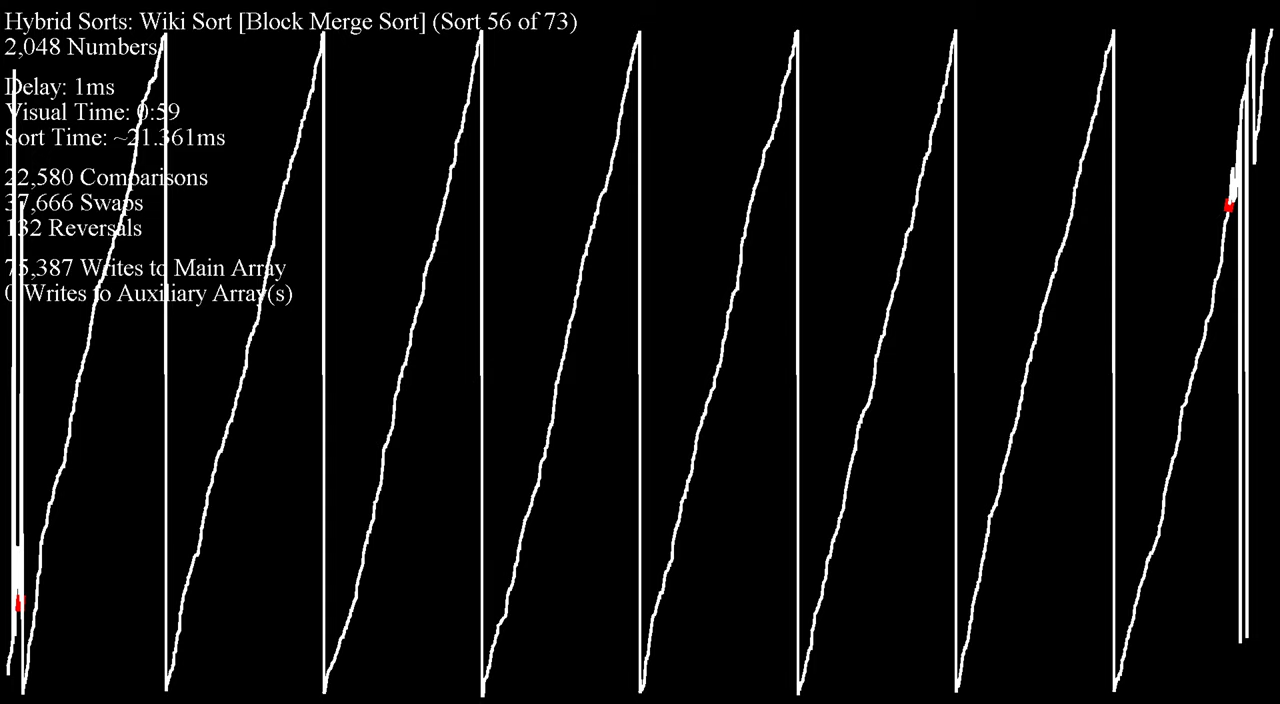 Hybrid Sorts: Wiki Sort [Block Merge Sort] (Sort 56 of 73)
2,048 Numbers
Delay: 1ms
Visual Time: 0:59
Sort Time: ~21.361ms
22,580 Comparisons
37,666 Swaps
132 Reversals
75,387 Writes to Main Array
0 Writes to Auxiliary Array(s)